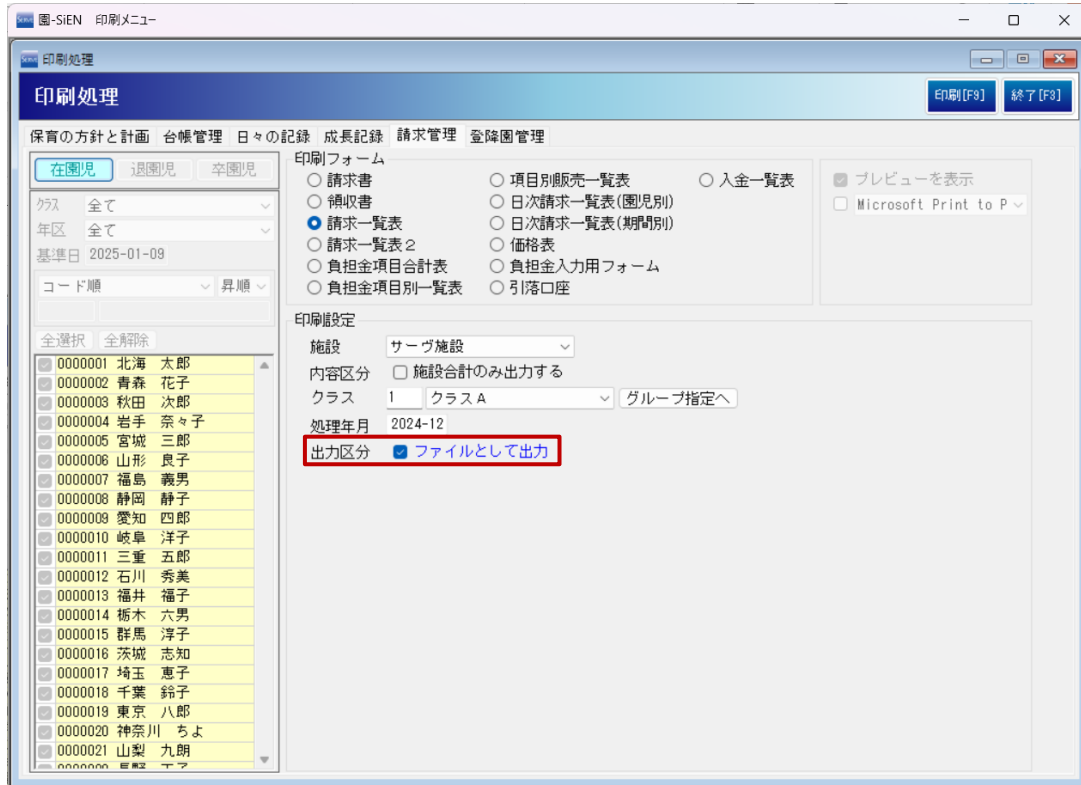 園-SiEN 印刷メニュー
印刷処理
印刷処理
印刷[F9] 終了[F3]
保育の方針と計画 台帳管理 日々の記録 成長記録 請求管理 登降園管理
在園児 退園児 卒園児
クラス 全て
年区 全て
基準日 2025-01-09
コード順 昇順
全選択 全解除
0000001 北海 太郎
0000002 青森 花子
0000003 秋田 次郎
0000004 岩手 奈々子
0000005 宮城 三郎
0000006 山形 良子
0000007 福島 義男
0000008 静岡 静子
0000009 愛知 四郎
0000010 岐阜 洋子
0000011 三重 五郎
0000012 石川 秀美
0000013 福井 福子
0000014 栃木 六男
0000015 群馬 淳子
0000016 茨城 志知
0000017 埼玉 恵子
0000018 千葉 鈴子
0000019 東京 八郎
0000020 神奈川 ちよ
0000021 山梨 九朗
印刷フォーム
請求書 項目別販売一覧表 入金一覧表
領収書 日次請求一覧表(園児別)
請求一覧表 日次請求一覧表(期間別)
請求一覧表2 価格表
負担金項目合計表 負担金入力用フォーム
負担金項目別一覧表 引落口座
プレビューを表示
Microsoft Print to P
印刷設定
施設 サーヴ施設
内容区分 施設合計のみ出力する
クラス 1 クラスA グループ指定へ
処理年月 2024-12
出力区分 ファイルとして出力